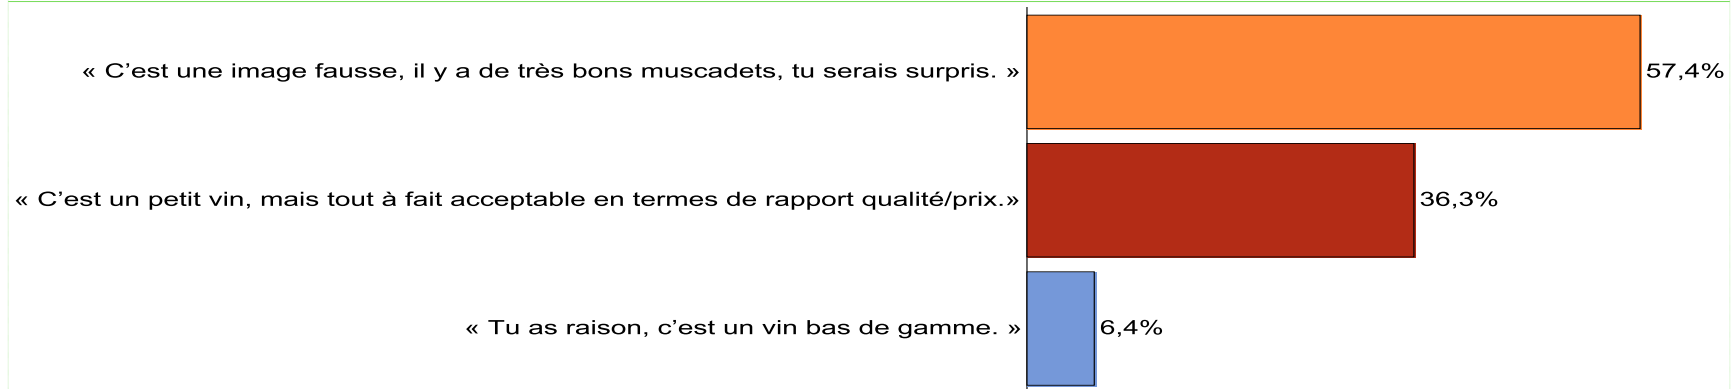 « C’est une image fausse, il y a de très bons muscadets, tu serais surpris. » 57,4%
« C’est un petit vin, mais tout à fait acceptable en termes de rapport qualité/prix.» 36,3%
« Tu as raison, c’est un vin bas de gamme. » 6,4%